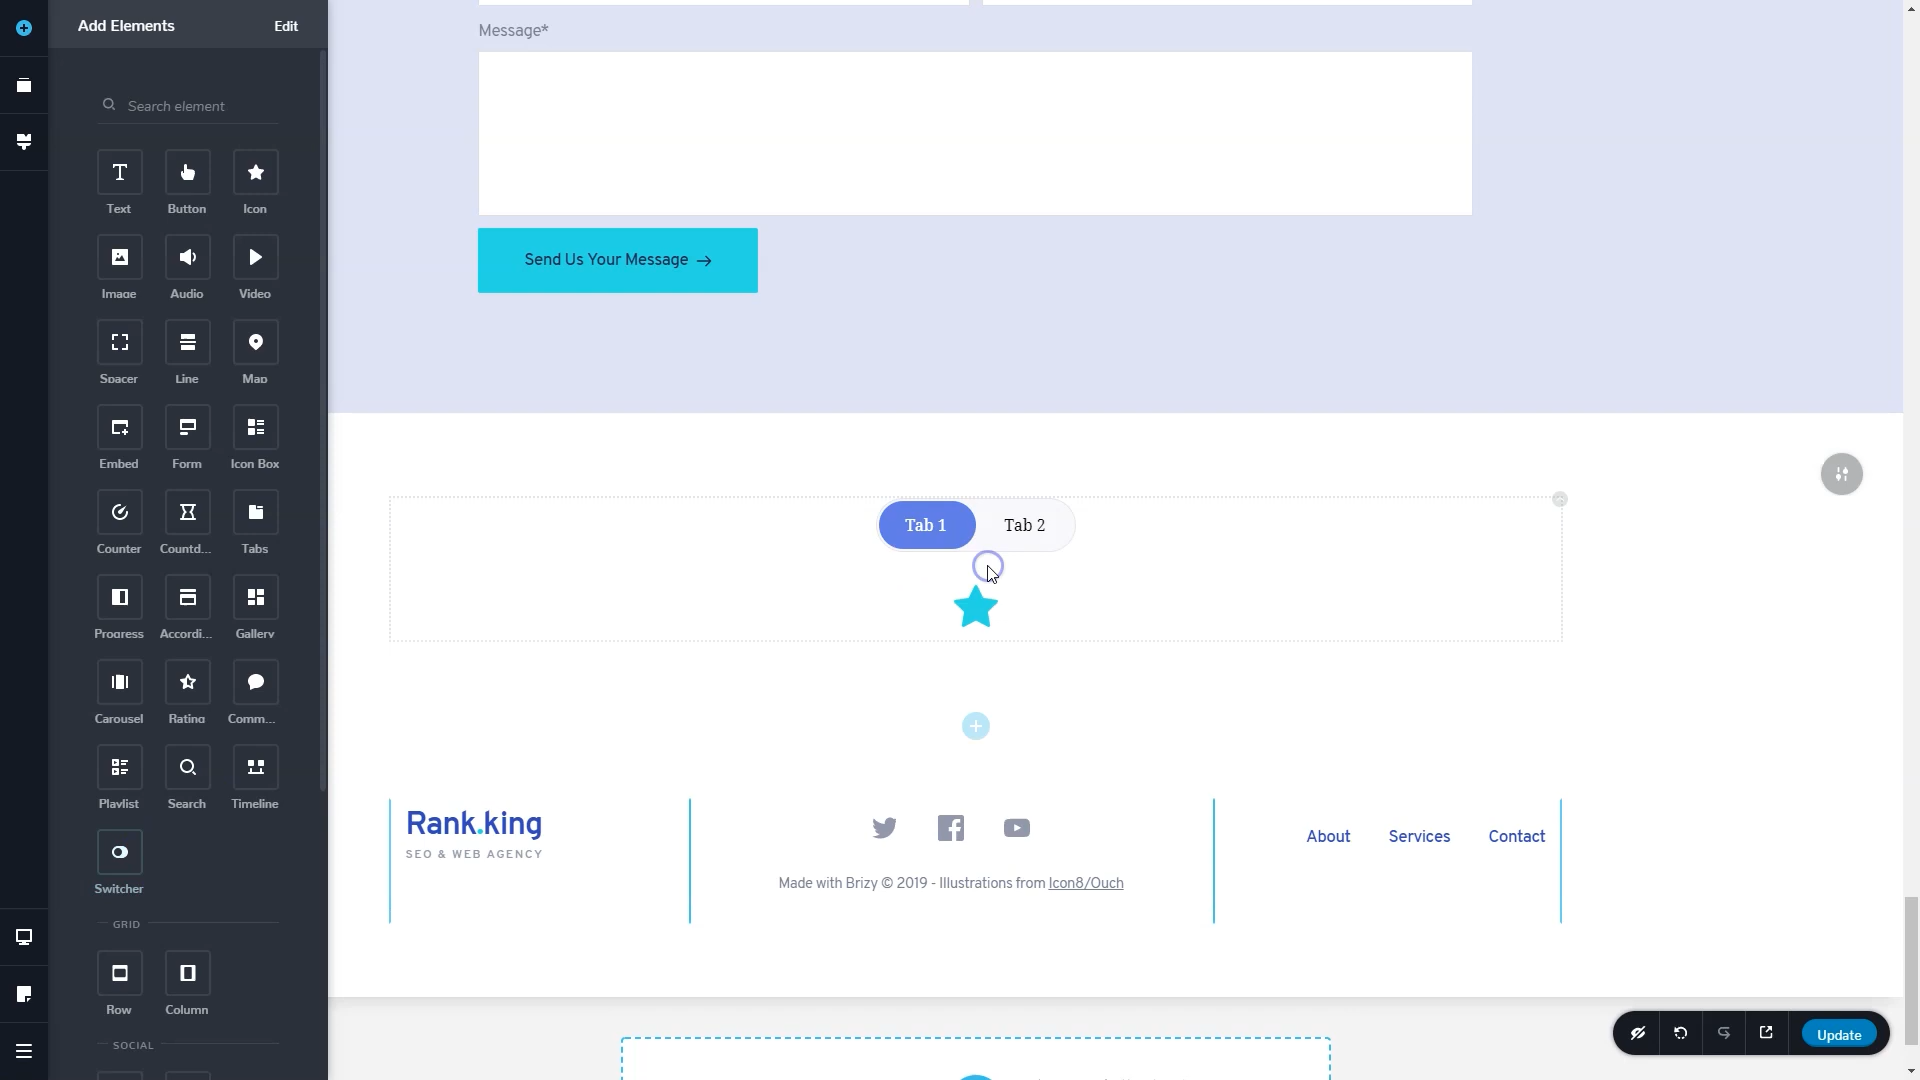 Add Elements
Edit
Search element
Text
Button
Icon
Image
Audio
Video
Spacer
Line
Map
Embed
Form
Icon Box
Counter
Countd...
Tabs
Progress
Accordi...
Gallery
Carousel
Rating
Comm...
Playlist
Search
Timeline
Switcher
GRID
Row
Column
SOCIAL
Message*
Send Us Your Message →
Tab 1
Tab 2
Rank.king
SEO & WEB AGENCY
Made with Brizy © 2019 - Illustrations from Icon8/Ouch
About
Services
Contact
Update